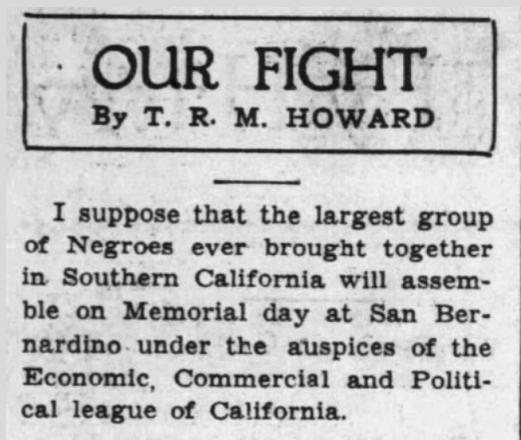 OUR FIGHT
By T. R. M. HOWARD
I suppose that the largest group
of Negroes ever brought together
in Southern California will assem-
ble on Memorial day at San Ber-
nardino under the auspices of the
Economic, Commercial and Politi-
cal league of California.